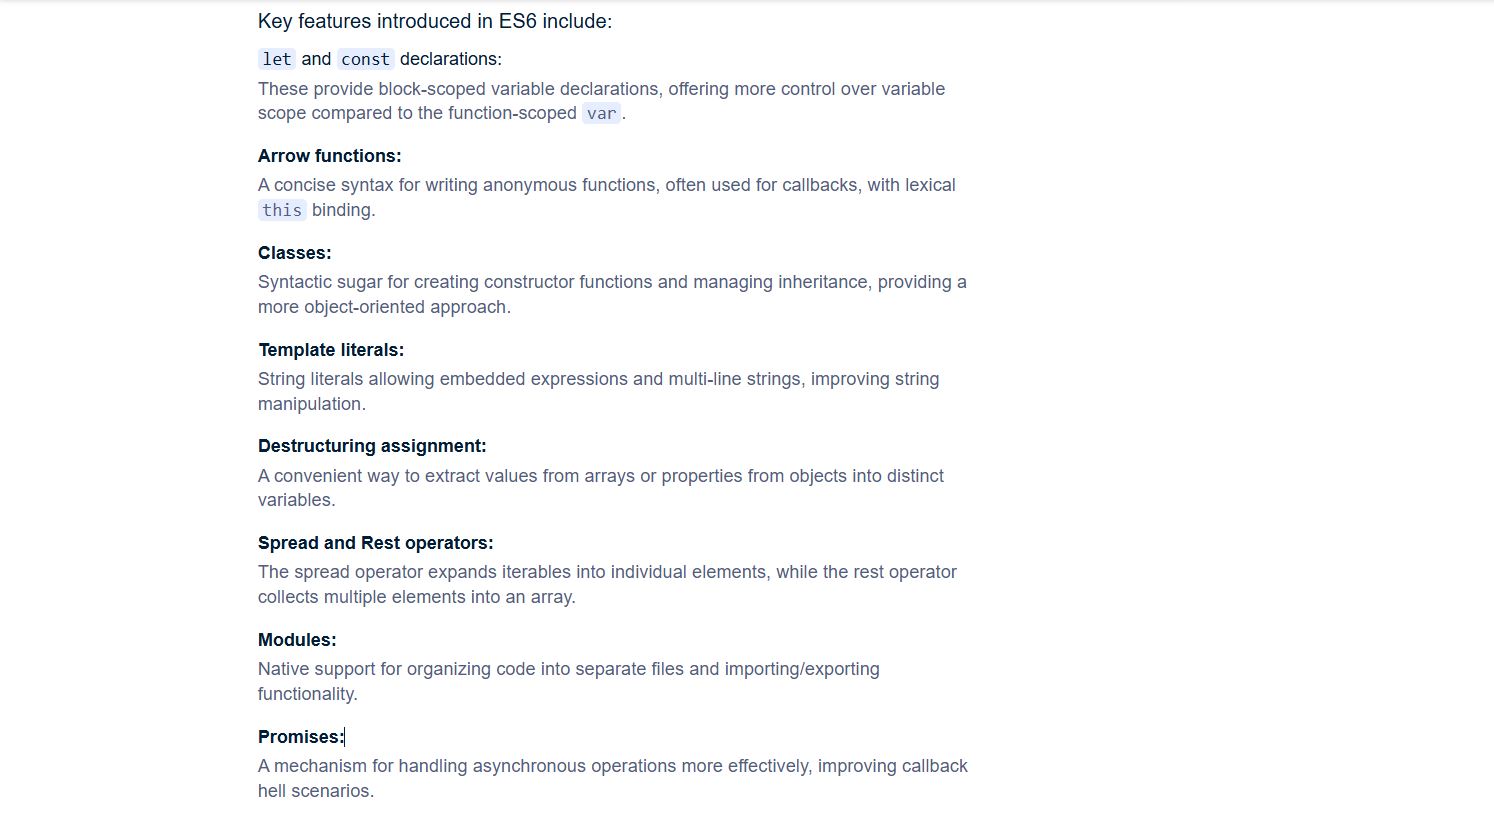 Key features introduced in ES6 include:
let and const declarations:
These provide block-scoped variable declarations, offering more control over variable
scope compared to the function-scoped var.
Arrow functions:
A concise syntax for writing anonymous functions, often used for callbacks, with lexical
this binding.
Classes:
Syntactic sugar for creating constructor functions and managing inheritance, providing a
more object-oriented approach.
Template literals:
String literals allowing embedded expressions and multi-line strings, improving string
manipulation.
Destructuring assignment:
A convenient way to extract values from arrays or properties from objects into distinct
variables.
Spread and Rest operators:
The spread operator expands iterables into individual elements, while the rest operator
collects multiple elements into an array.
Modules:
Native support for organizing code into separate files and importing/exporting
functionality.
Promises:
A mechanism for handling asynchronous operations more effectively, improving callback
hell scenarios.